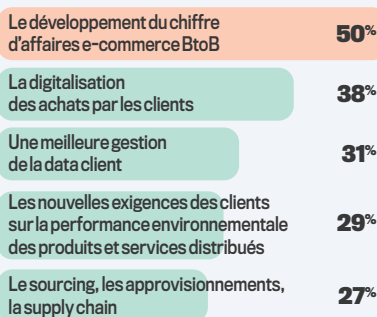 Le développement du chiffre
d'affaires e-commerce BtoB
50%
La digitalisation
des achats par les clients
38%
Une meilleure gestion
de la data client
31%
Les nouvelles exigences des clients
sur la performance environnementale
des produits et services distribués
29%
Le sourcing, les approvisionnements,
la supply chain
27%